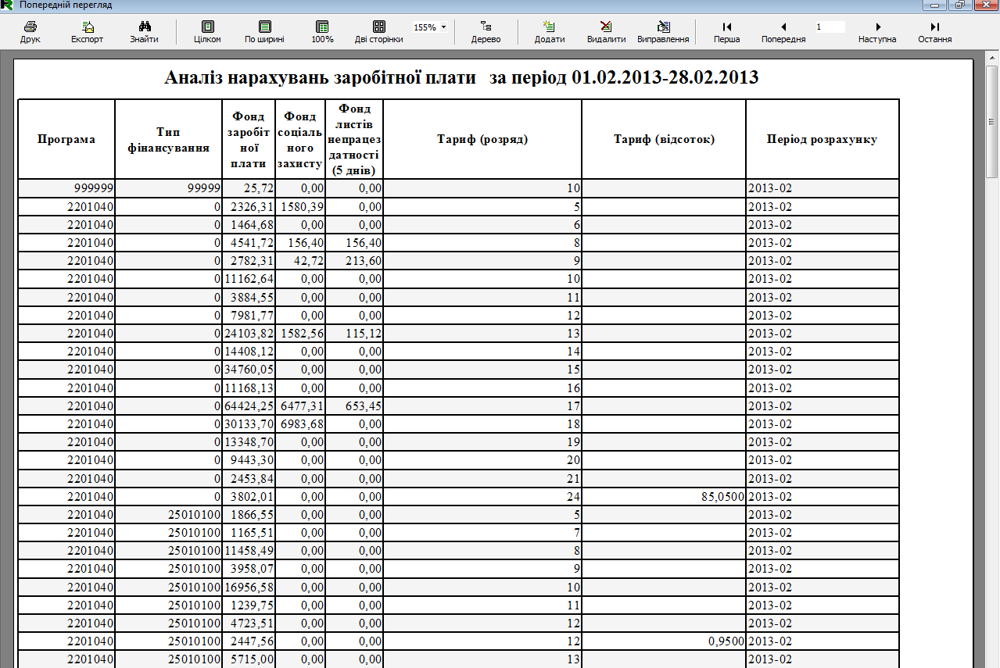 Попередній перегляд
Друк Експорт Знайти Цілком По ширині 100% Дві сторінки 155% Дерево Додати Видалити Виправлення Перша Попередня 1 Наступна Остання
Аналіз нарахувань заробітної плати за період 01.02.2013-28.02.2013
Програма
Тип
фінансування
Фонд
заробіт
ної
плати
Фонд
соціаль
ного
захисту
Фонд
листів
непрацез
датності
(5 днів)
Тариф (розряд)
Тариф (відсоток)
Період розрахунку
999999 99999 25,72 0,00 0,00 10 2013-02
2201040 0 2326,31 1580,39 0,00 5 2013-02
2201040 0 1464,68 0,00 0,00 6 2013-02
2201040 0 4541,72 156,40 156,40 8 2013-02
2201040 0 2782,31 42,72 213,60 9 2013-02
2201040 0 11162,64 0,00 0,00 10 2013-02
2201040 0 3884,55 0,00 0,00 11 2013-02
2201040 0 7981,77 0,00 0,00 12 2013-02
2201040 0 24103,82 1582,56 115,12 13 2013-02
2201040 0 14408,12 0,00 0,00 14 2013-02
2201040 0 34760,05 0,00 0,00 15 2013-02
2201040 0 11168,13 0,00 0,00 16 2013-02
2201040 0 64424,25 6477,31 653,45 17 2013-02
2201040 0 30133,70 6983,68 0,00 18 2013-02
2201040 0 13348,70 0,00 0,00 19 2013-02
2201040 0 9443,30 0,00 0,00 20 2013-02
2201040 0 2453,84 0,00 0,00 21 2013-02
2201040 0 3802,01 0,00 0,00 24 85,0500 2013-02
2201040 25010100 1866,55 0,00 0,00 5 2013-02
2201040 25010100 1165,51 0,00 0,00 7 2013-02
2201040 25010100 11458,49 0,00 0,00 8 2013-02
2201040 25010100 3958,07 0,00 0,00 9 2013-02
2201040 25010100 16956,58 0,00 0,00 10 2013-02
2201040 25010100 1239,75 0,00 0,00 11 2013-02
2201040 25010100 4723,51 0,00 0,00 12 2013-02
2201040 25010100 2447,56 0,00 0,00 12 0,9500 2013-02
2201040 25010100 5715,00 0,00 0,00 13 2013-02